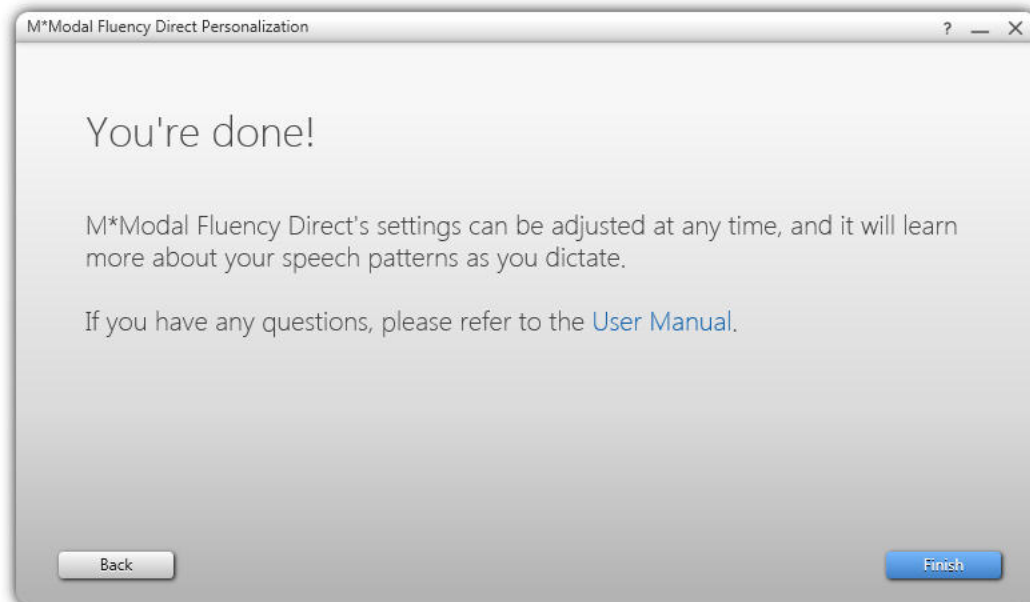 M*Modal Fluency Direct Personalization
?
You're done!
M*Modal Fluency Direct's settings can be adjusted at any time, and it will learn
more about your speech patterns as you dictate.
If you have any questions, please refer to the User Manual.
Back
Finish